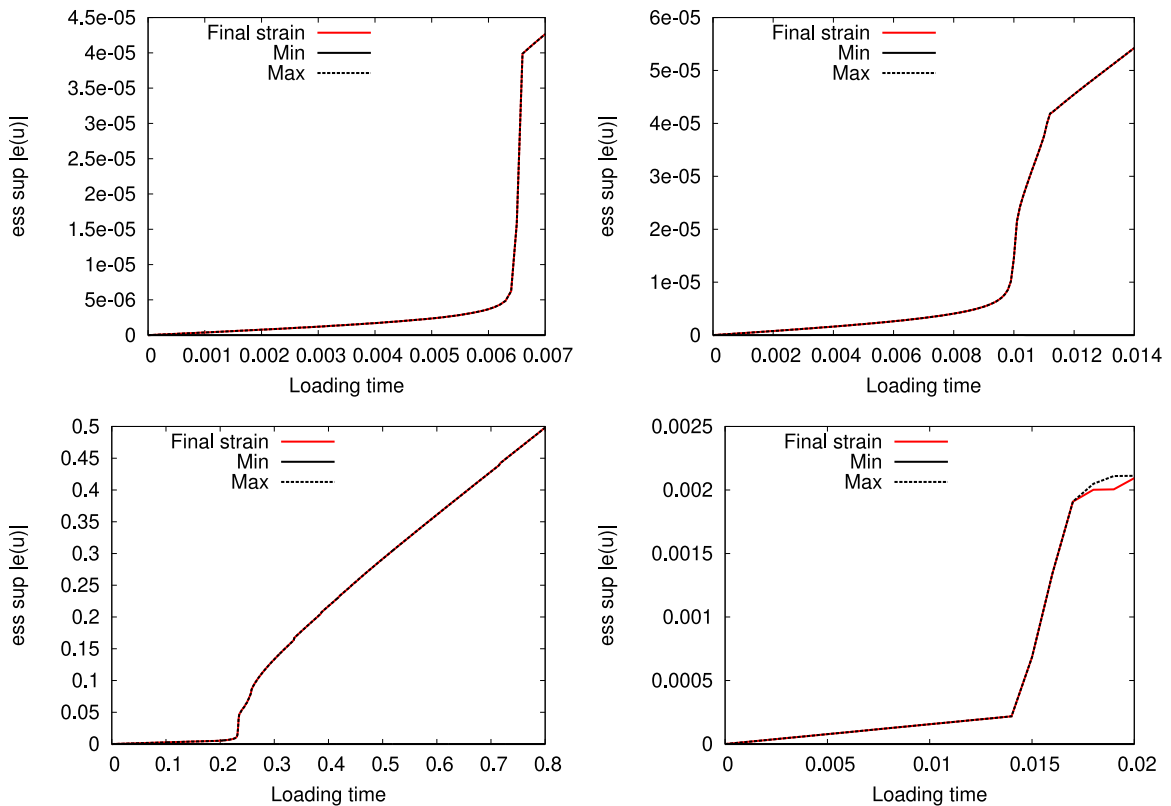 4.5e-05
4e-05
3.5e-05
3e-05
2.5e-05
2e-05
1.5e-05
1e-05
5e-06
0
ess sup |e(u)|
Final strain
Min
Max
0 0.001 0.002 0.003 0.004 0.005 0.006 0.007
Loading time
6e-05
5e-05
4e-05
3e-05
2e-05
1e-05
0
ess sup |e(u)|
Final strain
Min
Max
0 0.002 0.004 0.006 0.008 0.01 0.012 0.014
Loading time
0.5
0.45
0.4
0.35
0.3
0.25
0.2
0.15
0.1
0.05
0
ess sup |e(u)|
Final strain
Min
Max
0 0.1 0.2 0.3 0.4 0.5 0.6 0.7 0.8
Loading time
0.0025
0.002
0.0015
0.001
0.0005
0
ess sup |e(u)|
Final strain
Min
Max
0 0.005 0.01 0.015 0.02
Loading time